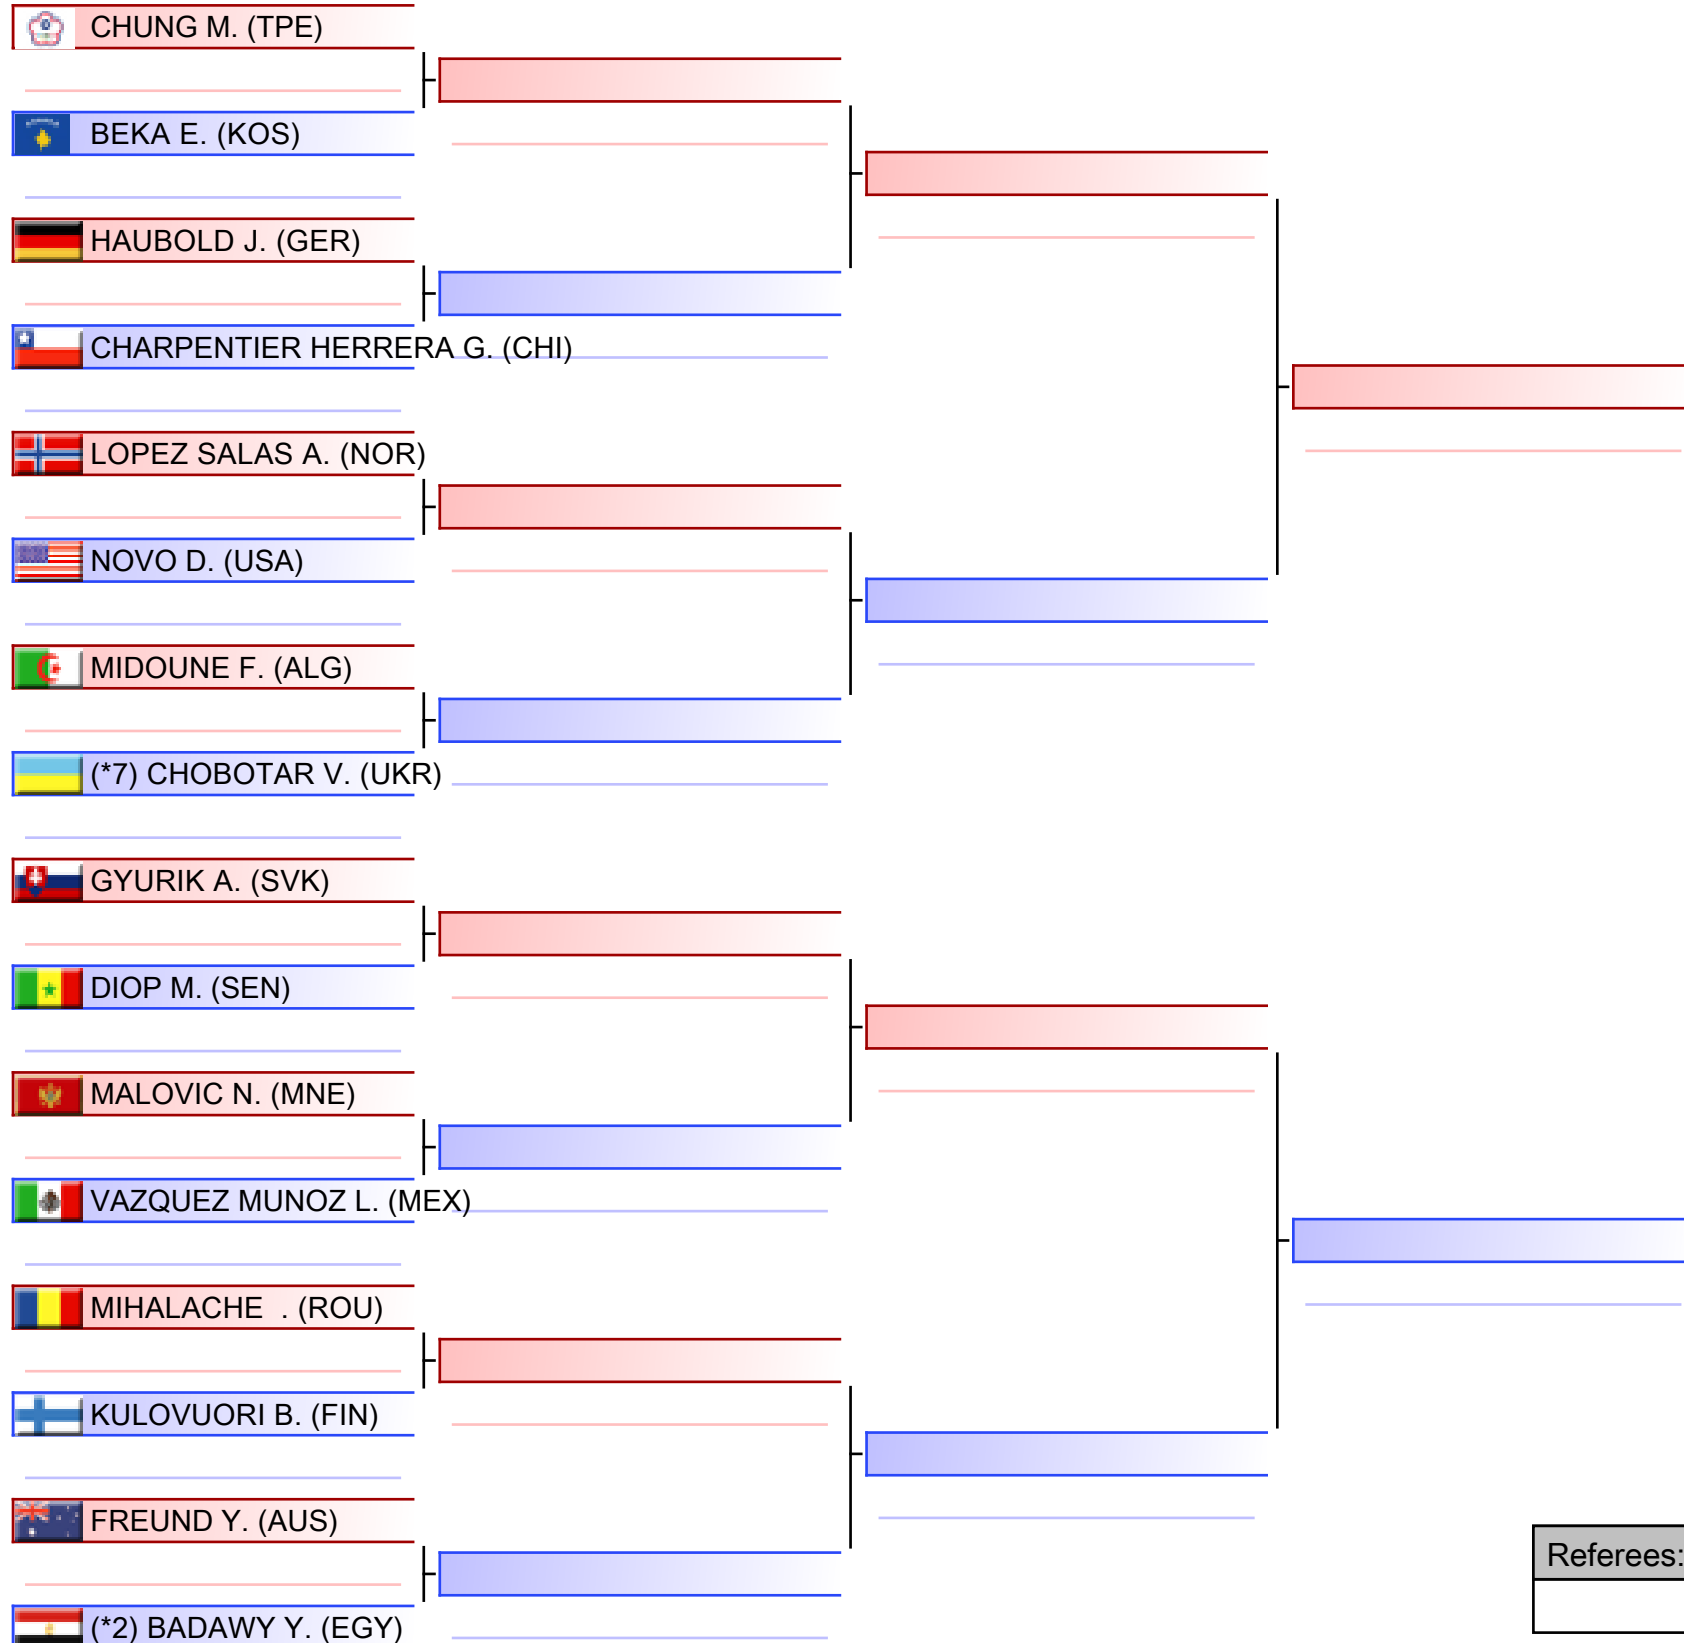 CHUNG M. (TPE)
BEKA E. (KOS)
HAUBOLD J. (GER)
CHARPENTIER HERRERA G. (CHI)
LOPEZ SALAS A. (NOR)
NOVO D. (USA)
MIDOUNE F. (ALG)
(*7) CHOBOTAR V. (UKR)
GYURIK A. (SVK)
DIOP M. (SEN)
MALOVIC N. (MNE)
VAZQUEZ MUNOZ L. (MEX)
MIHALACHE . (ROU)
KULOVUORI B. (FIN)
FREUND Y. (AUS)
Referees:
(*2) BADAWY Y. (EGY)